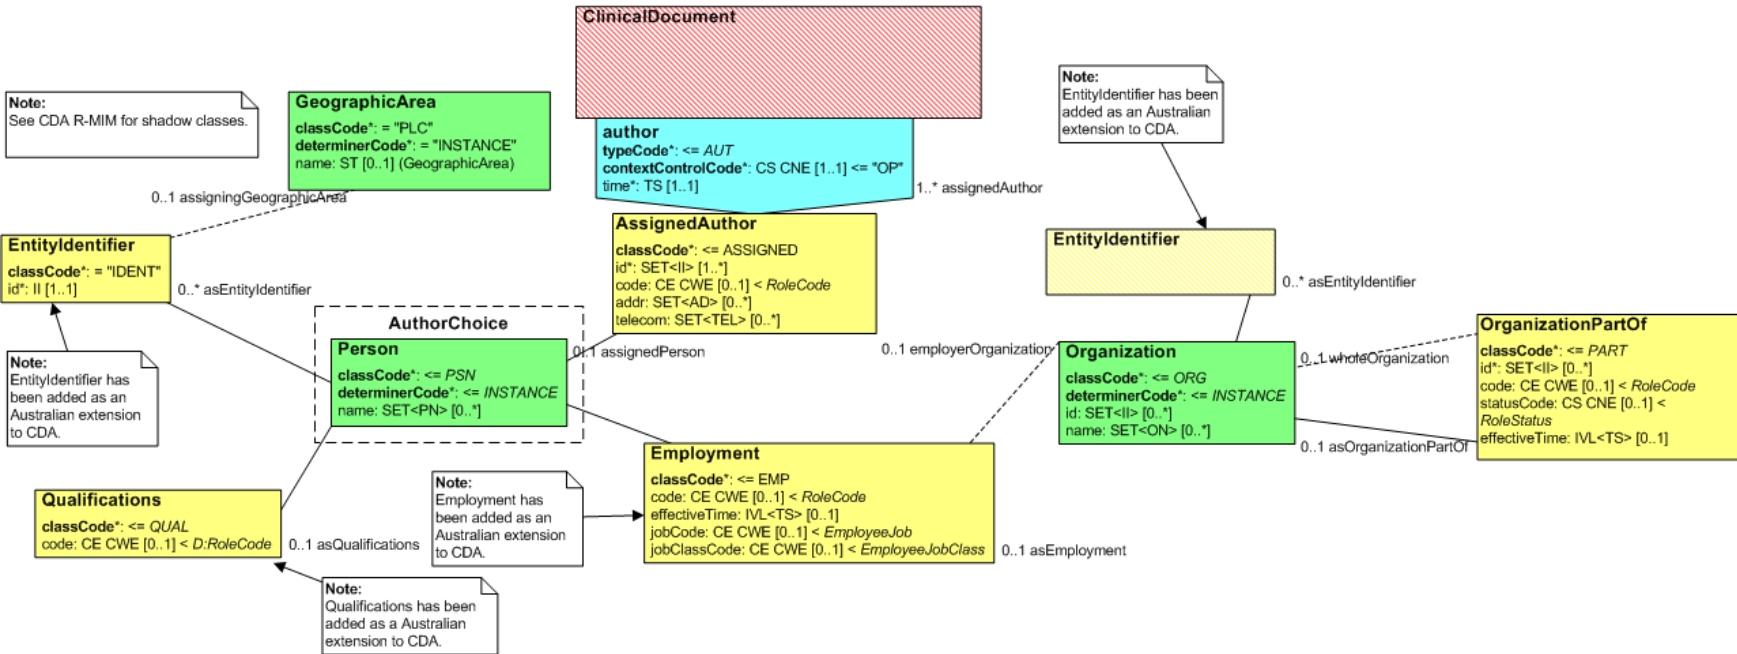 ClinicalDocument
Note:
See CDA R-MIM for shadow classes.
GeographicArea
classCode*: = "PLC"
determinerCode*: = "INSTANCE"
name: ST [0..1] (GeographicArea)
author
typeCode*: <= AUT
contextControlCode*: CS CNE [1..1] <= "OP"
time*: TS [1..1]
Note:
EntityIdentifier has been
added as an Australian
extension to CDA.
0..1 assigningGeographicArea
1..* assignedAuthor
EntityIdentifier
classCode*: = "IDENT"
id*: II [1..1]
0..* asEntityIdentifier
AssignedAuthor
classCode*: <= ASSIGNED
id*: SET<II> [1..*]
code: CE CWE [0..1] < RoleCode
addr: SET<AD> [0..*]
telecom: SET<TEL> [0..*]
EntityIdentifier
0..* asEntityIdentifier
Note:
EntityIdentifier has
been added as an
Australian extension
to CDA.
AuthorChoice
Person
classCode*: <= PSN
determinerCode*: <= INSTANCE
name: SET<PN> [0..*]
0..1 assignedPerson
0..1 employerOrganization
Organization
classCode*: <= ORG
determinerCode*: <= INSTANCE
id: SET<II> [0..*]
name: SET<ON> [0..*]
0..1 wholeOrganization
OrganizationPartOf
classCode*: <= PART
id*: SET<II> [0..*]
code: CE CWE [0..1] < RoleCode
statusCode: CS CNE [0..1] <
RoleStatus
effectiveTime: IVL<TS> [0..1]
0..1 asOrganizationPartOf
Qualifications
classCode*: <= QUAL
code: CE CWE [0..1] < D:RoleCode
0..1 asQualifications
Note:
Employment has
been added as an
Australian extension
to CDA.
Employment
classCode*: <= EMP
code: CE CWE [0..1] < RoleCode
effectiveTime: IVL<TS> [0..1]
jobCode: CE CWE [0..1] < EmployeeJob
jobClassCode: CE CWE [0..1] < EmployeeJobClass
0..1 asEmployment
Note:
Qualifications has been
added as a Australian
extension to CDA.